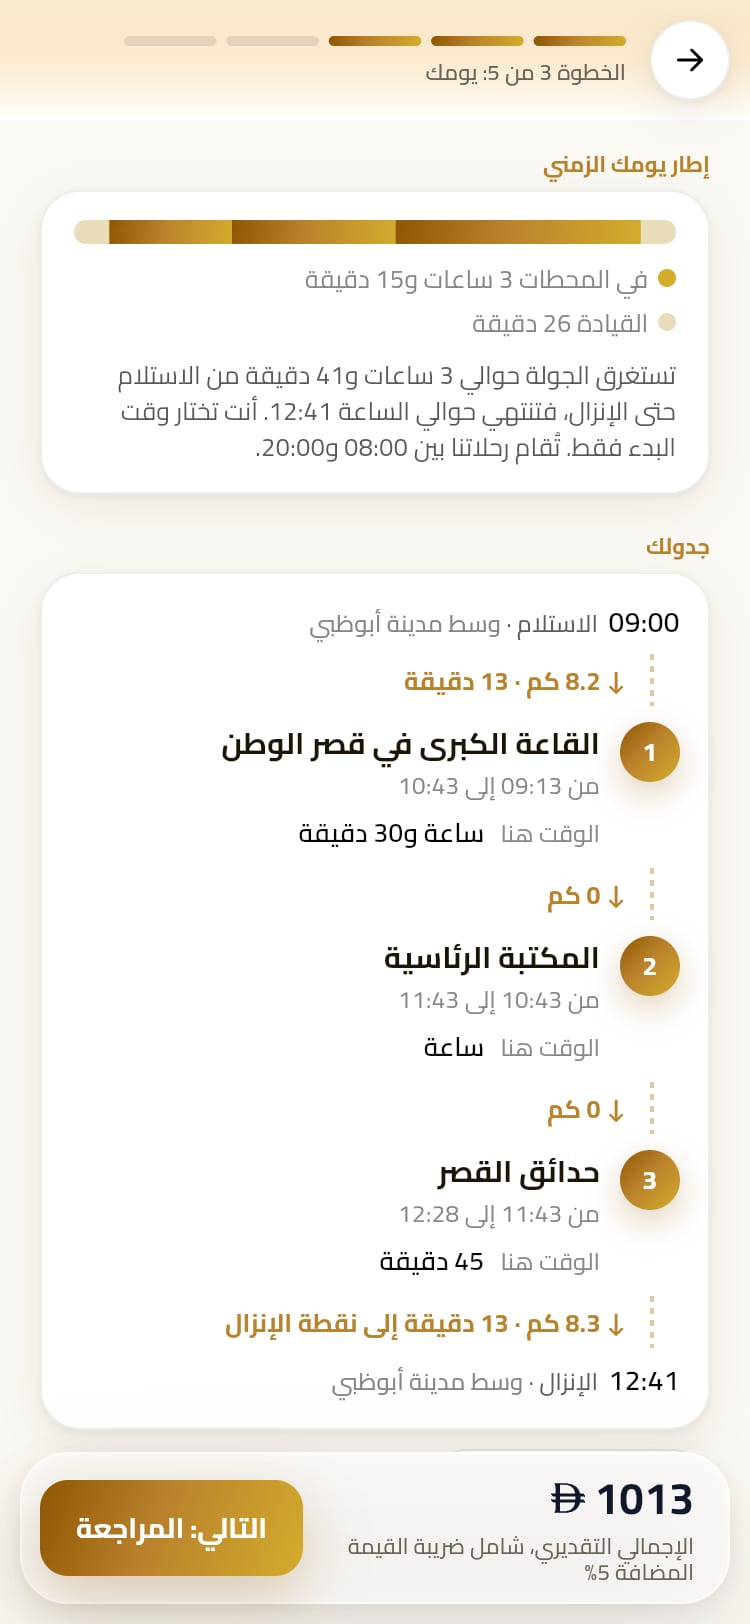 الخطوة 3 من 5: يومك
إطار يومك الزمني
في المحطات 3 ساعات و15 دقيقة
القيادة 26 دقيقة
تستغرق الجولة حوالي 3 ساعات و41 دقيقة من الاستلام
حتى الإنزال، فتنتهي حوالي الساعة 12:41. أنت تختار وقت
البدء فقط. تُقام رحلاتنا بين 08:00 و20:00.
جدولك
09:00 الاستلام · وسط مدينة أبوظبي
↓ 8.2 كم · 13 دقيقة
1 القاعة الكبرى في قصر الوطن
من 09:13 إلى 10:43
الوقت هنا ساعة و30 دقيقة
↓ 0 كم
2 المكتبة الرئاسية
من 10:43 إلى 11:43
الوقت هنا ساعة
↓ 0 كم
3 حدائق القصر
من 11:43 إلى 12:28
الوقت هنا 45 دقيقة
↓ 8.3 كم · 13 دقيقة إلى نقطة الإنزال
12:41 الإنزال · وسط مدينة أبوظبي
1013
الإجمالي التقديري، شامل ضريبة القيمة
المضافة 5%
التالي: المراجعة